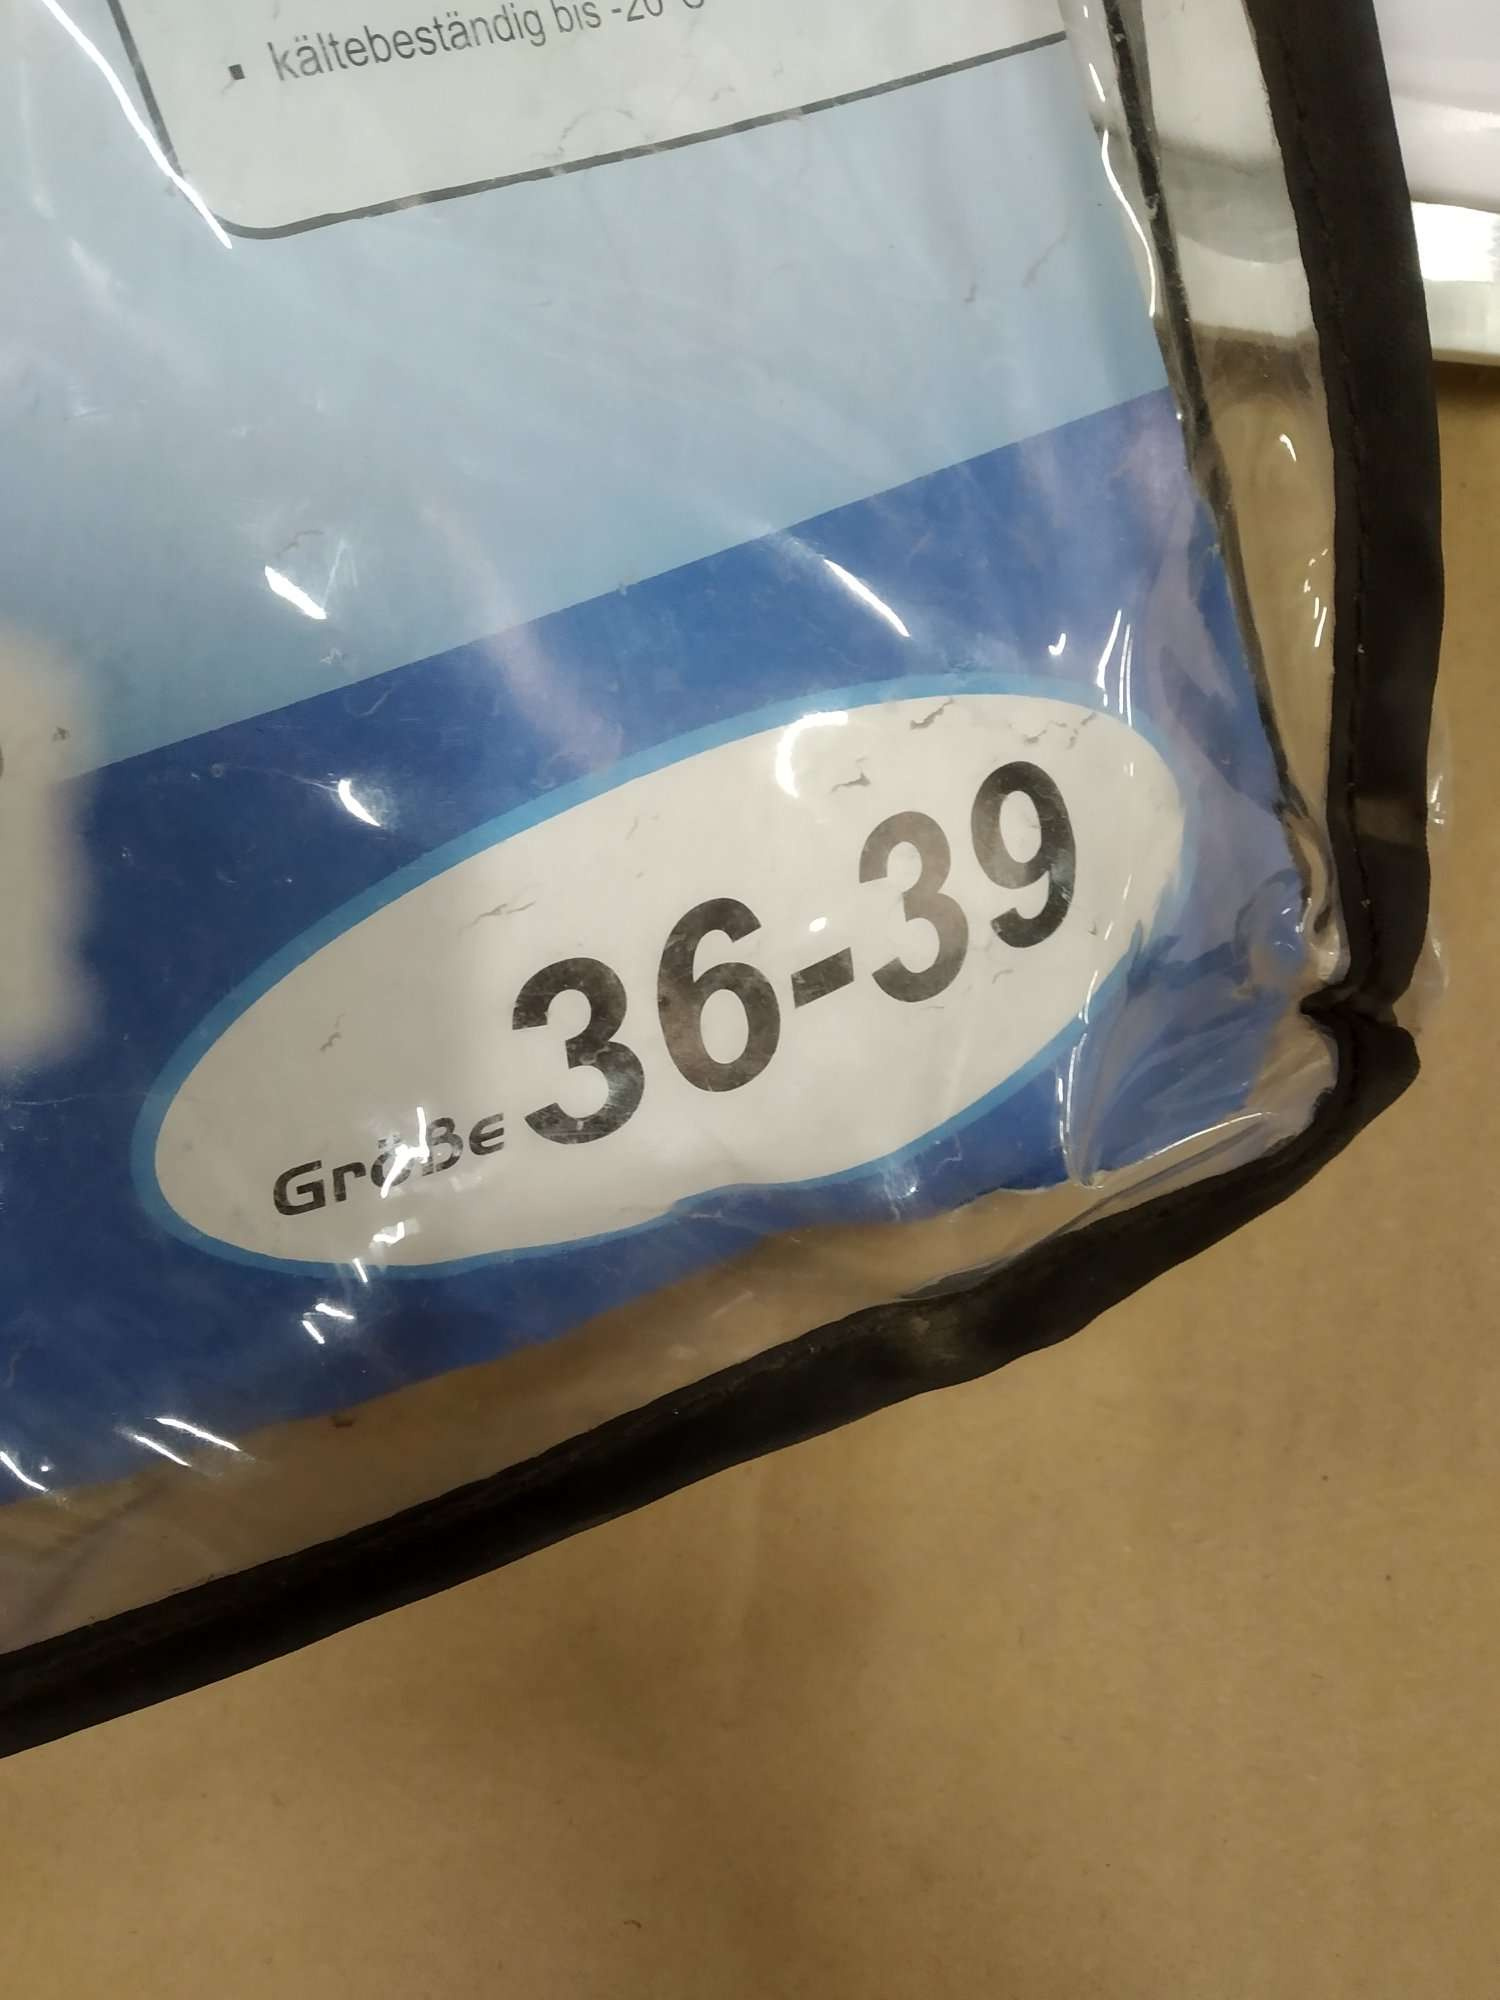 ▪ kältebeständig bis -20°C
Größe 36-39